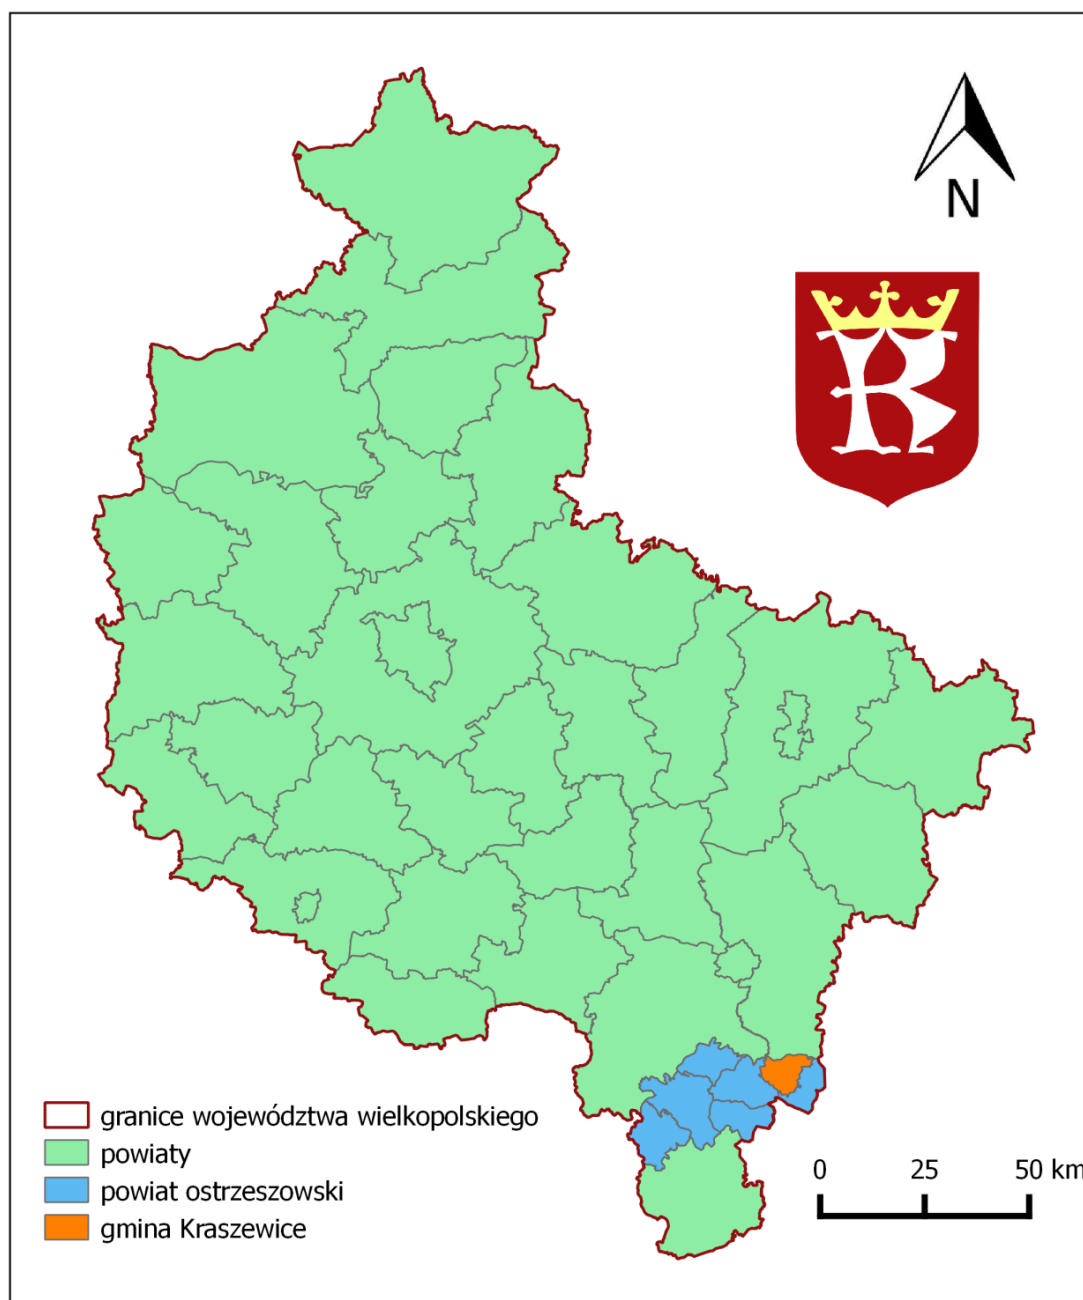 N
R
granice województwa wielkopolskiego
powiaty
powiat ostrzeszowski
gmina Kraszewice
0 25 50 km